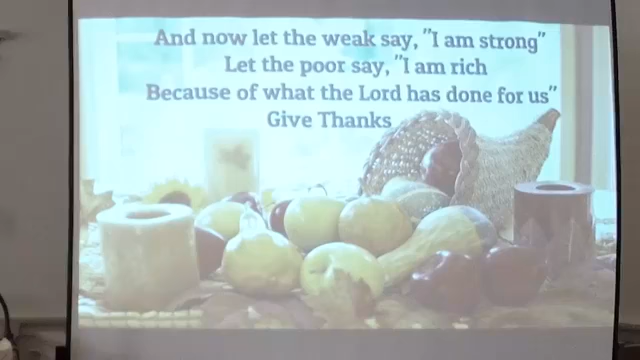 And now let the weak say, "I am strong"
Let the poor say, "I am rich
Because of what the Lord has done for us"
Give Thanks